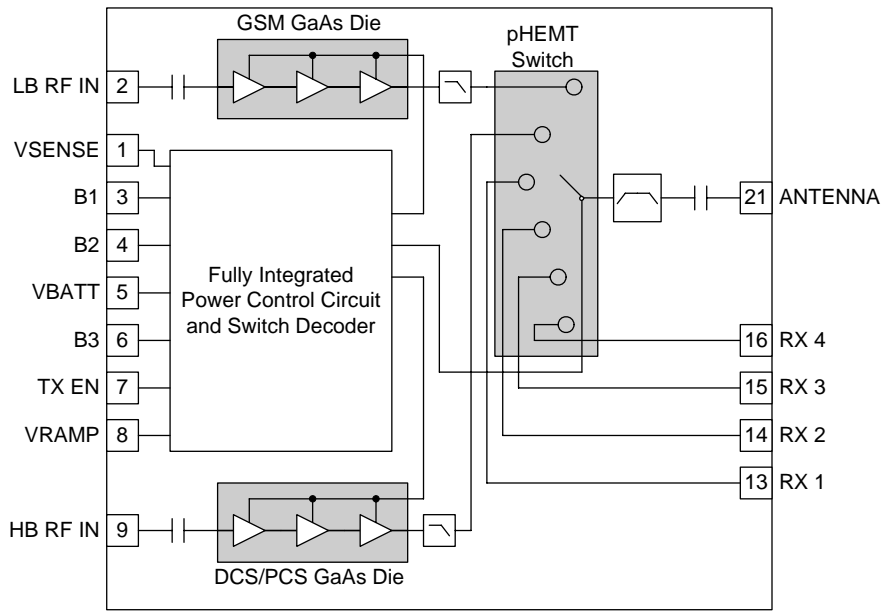 GSM GaAs Die
pHEMT
Switch
LB RF IN 2
VSENSE 1
B1 3
B2 4
VBATT 5
B3 6
TX EN 7
VRAMP 8
Fully Integrated
Power Control Circuit
and Switch Decoder
21 ANTENNA
16 RX 4
15 RX 3
14 RX 2
13 RX 1
HB RF IN 9
DCS/PCS GaAs Die